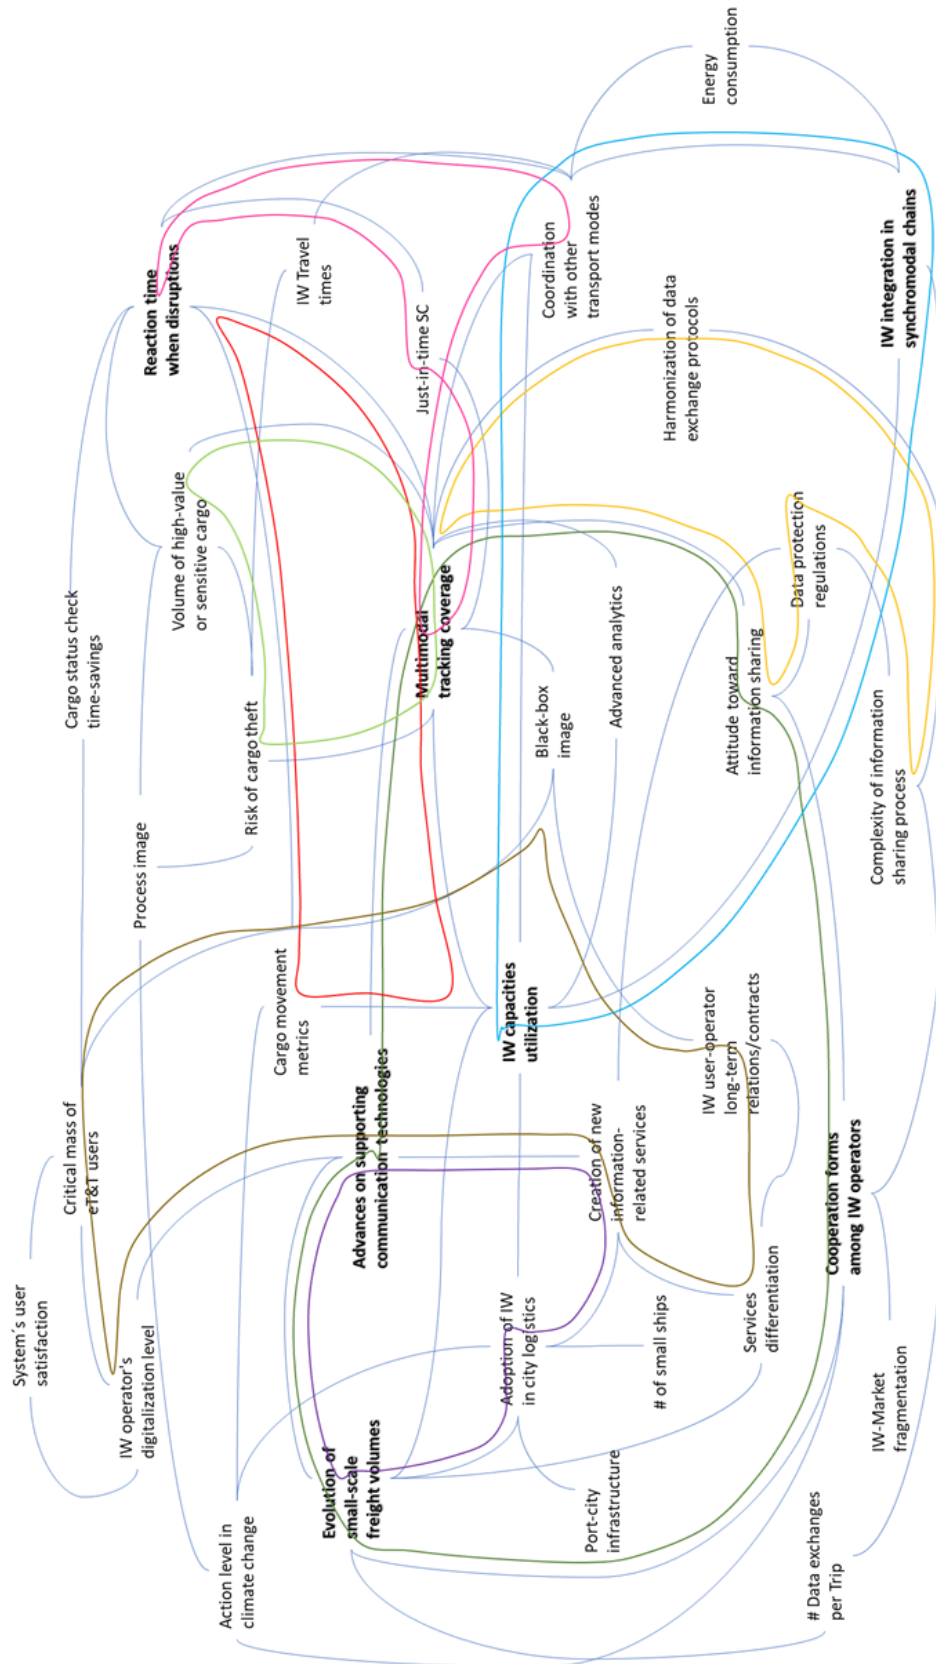 System´s user
satisfaction
Critical mass of
eT&T users
Cargo status check
time-savings
IW operator's
digitalization level
Process image
Reaction time
when disruptions
Volume of high-value
or sensitive cargo
Action level in
climate change
Risk of cargo theft
Cargo movement
metrics
IW Travel
times
Evolution of
small-scale
freight volumes
Advances on supporting
communication technologies
Multimodal
tracking coverage
Just-in-time SC
Adoption of IW
in city logistics
IW capacities
utilization
Black-box
image
Coordination
with other
transport modes
Port-city
infrastructure
Creation of new
information-
related services
Advanced analytics
# of small ships
Harmonization of data
exchange protocols
Energy
consumption
IW user-operator
long-term
relations/contracts
Attitude toward
information sharing
Services
differentiation
Data protection
regulations
# Data exchanges
per Trip
Cooperation forms
among IW operators
IW-Market
fragmentation
Complexity of information
sharing process
IW integration in
synchromodal chains